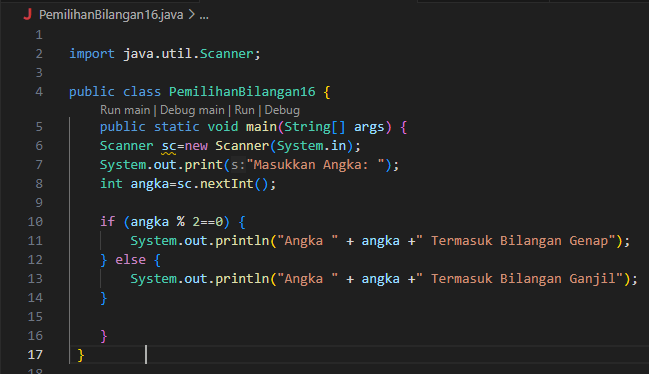 J PemilihanBilangan16.java > ...
1
2 import java.util.Scanner;
3
4 public class PemilihanBilangan16 {
Run main | Debug main | Run | Debug
5 public static void main(String[] args) {
6 Scanner sc=new Scanner(System.in);
7 System.out.print(s:"Masukkan Angka: ");
8 int angka=sc.nextInt();
9
10 if (angka % 2==0) {
11 System.out.println("Angka " + angka +" Termasuk Bilangan Genap");
12 } else {
13 System.out.println("Angka " + angka +" Termasuk Bilangan Ganjil");
14 }
15
16 }
17 }
18